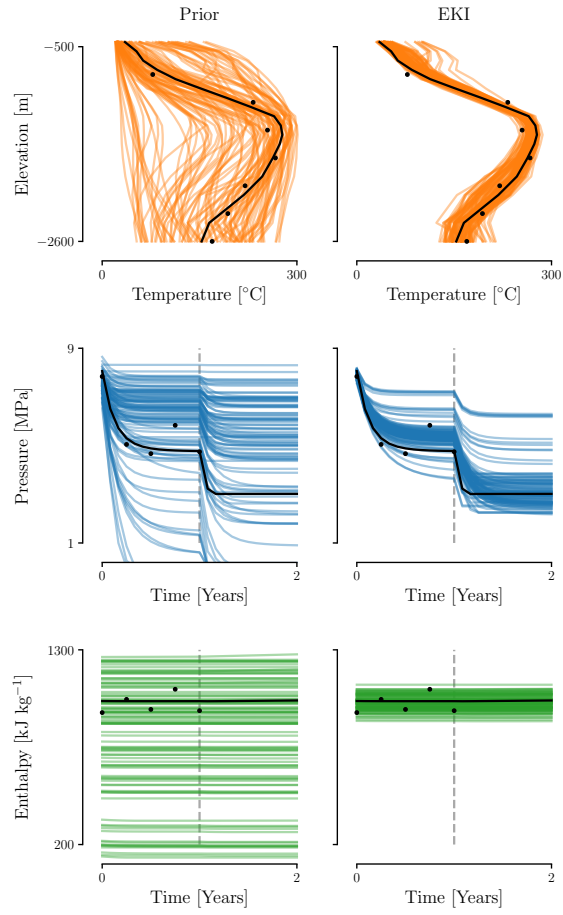 Prior
EKI
−500
Elevation [m]
−2600
0
300
0
300
Temperature [°C]
Temperature [°C]
9
Pressure [MPa]
1
0
2
0
2
Time [Years]
Time [Years]
1300
Enthalpy [kJ kg⁻¹]
200
0
2
0
2
Time [Years]
Time [Years]